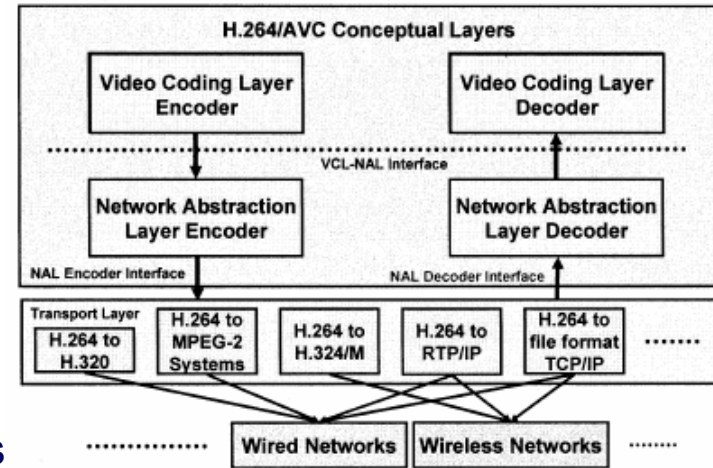 H.264/AVC Conceptual Layers
Video Coding Layer
Encoder
Video Coding Layer
Decoder
VCL-NAL Interface
Network Abstraction
Layer Encoder
Network Abstraction
Layer Decoder
NAL Encoder Interface
NAL Decoder Interface
Transport Layer
H.264 to
H.320
H.264 to
MPEG-2
Systems
H.264 to
H.324/M
H.264 to
RTP/IP
H.264 to
file format
TCP/IP
Wired Networks
Wireless Networks
s